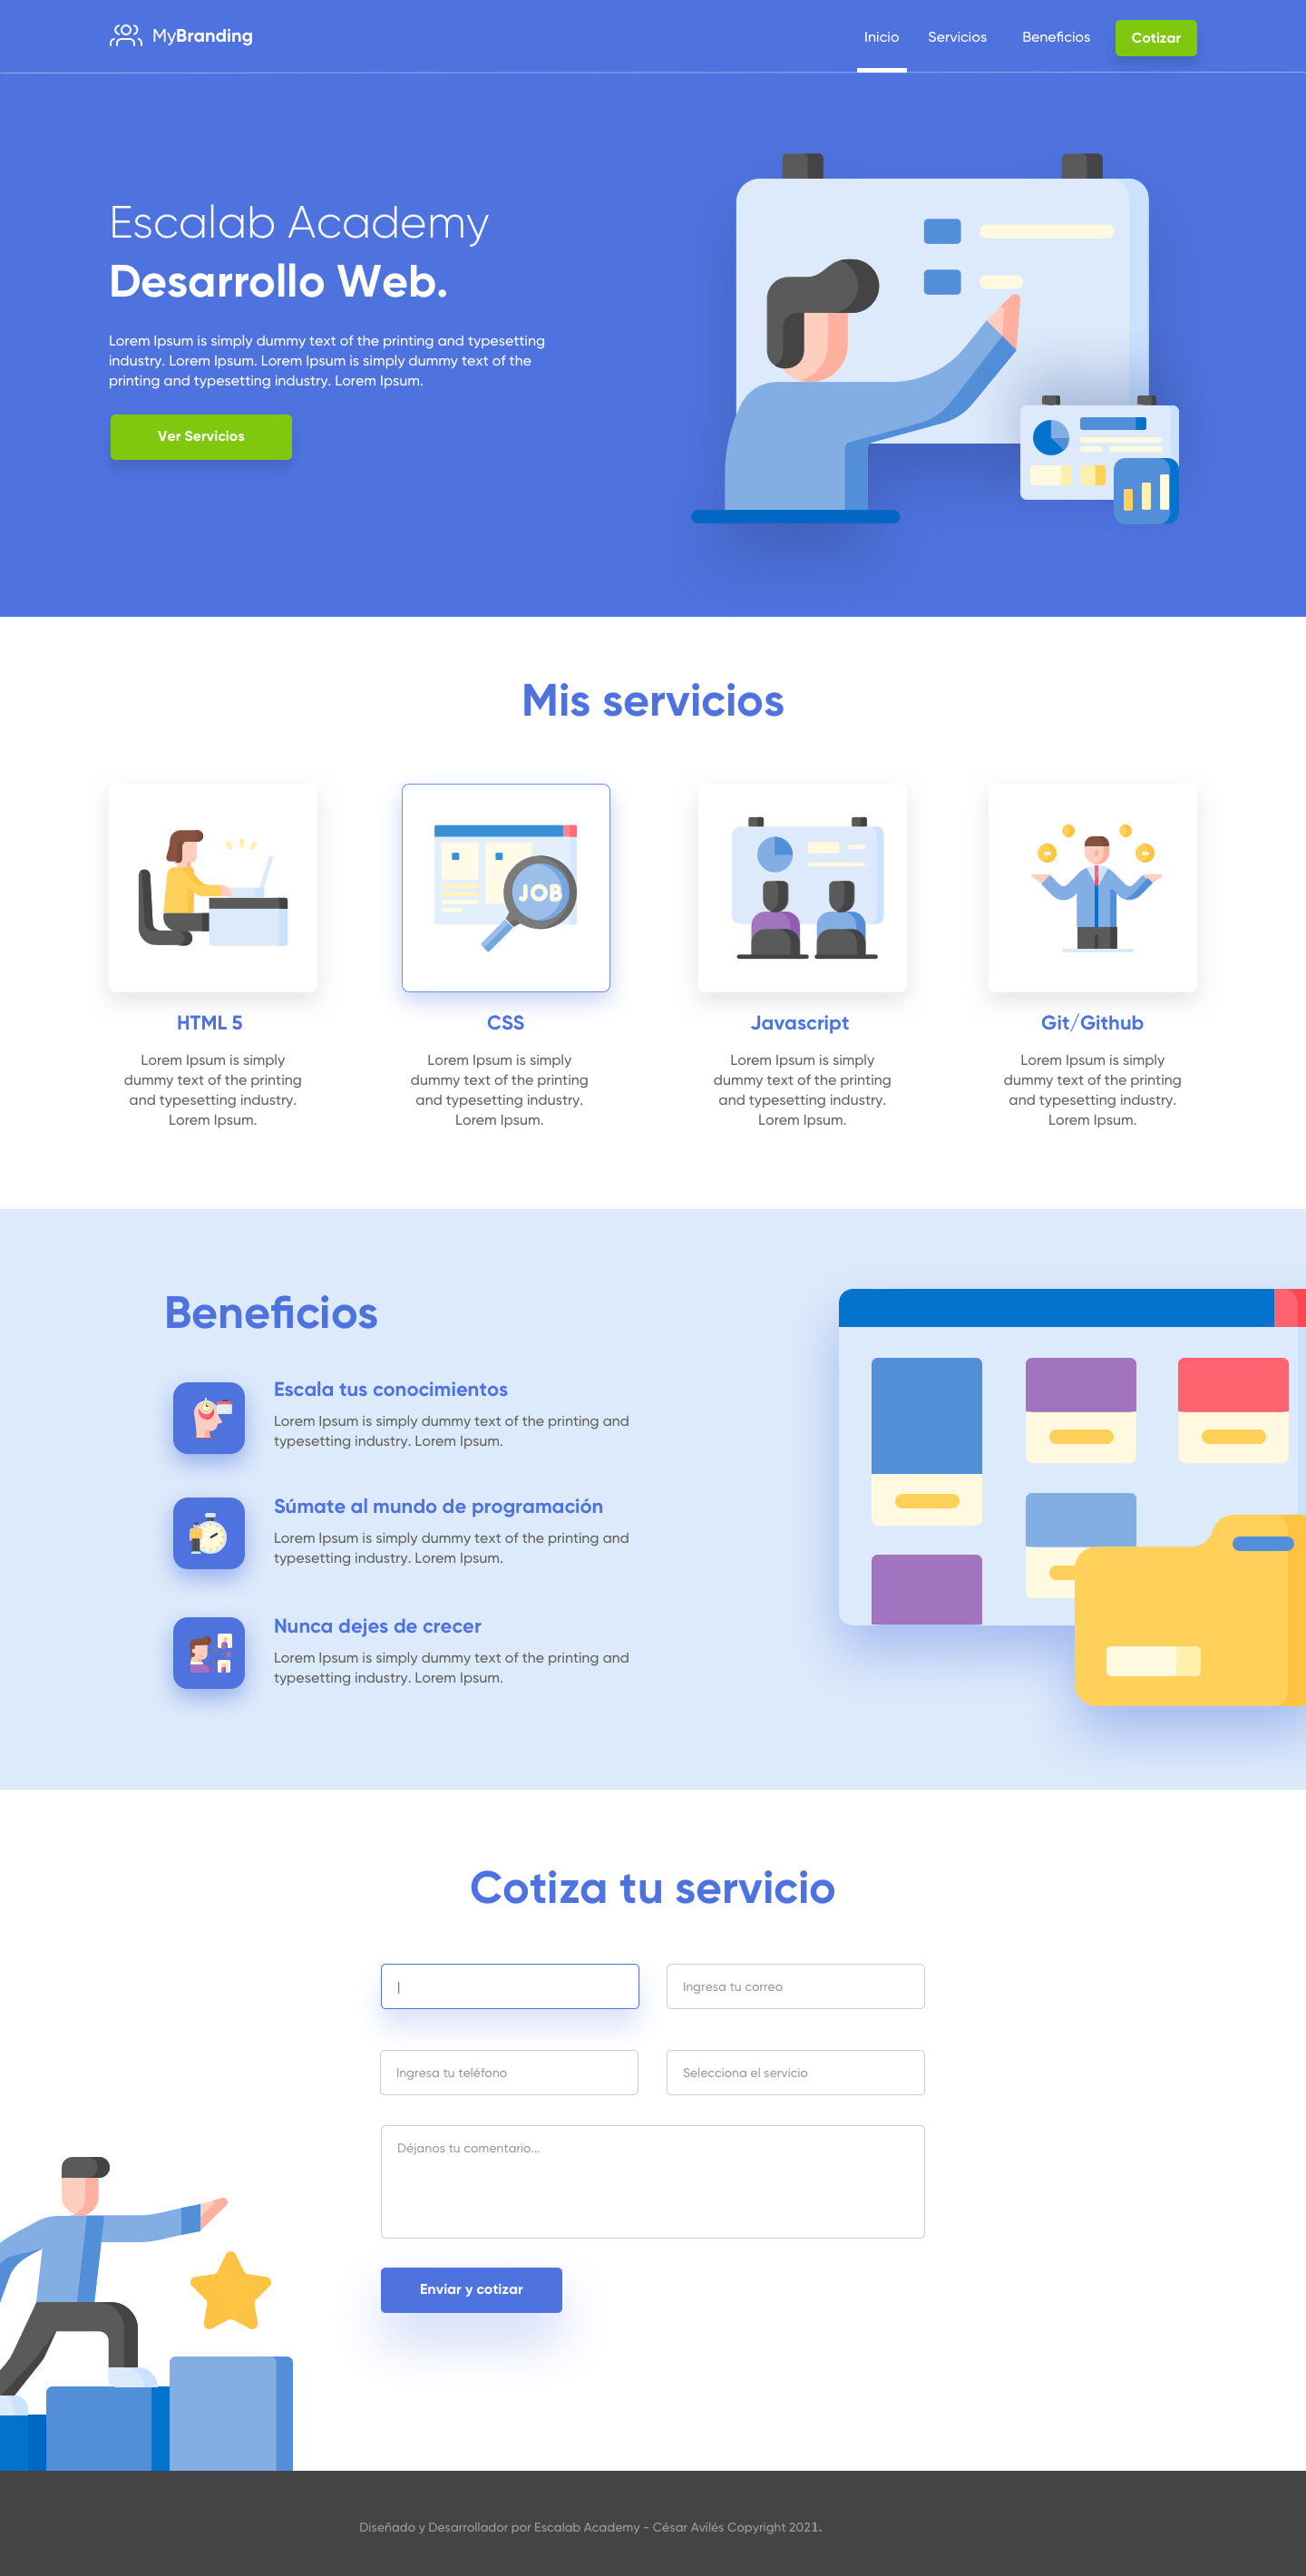 MyBranding
Inicio Servicios Beneficios Cotizar
Escalab Academy
Desarrollo Web.
Lorem Ipsum is simply dummy text of the printing and typesetting
industry. Lorem Ipsum. Lorem Ipsum is simply dummy text of the
printing and typesetting industry. Lorem Ipsum.
Ver Servicios
Mis servicios
JOB
HTML 5
Lorem Ipsum is simply
dummy text of the printing
and typesetting industry.
Lorem Ipsum.
CSS
Lorem Ipsum is simply
dummy text of the printing
and typesetting industry.
Lorem Ipsum.
Javascript
Lorem Ipsum is simply
dummy text of the printing
and typesetting industry.
Lorem Ipsum.
Git/Github
Lorem Ipsum is simply
dummy text of the printing
and typesetting industry.
Lorem Ipsum.
Beneficios
Escala tus conocimientos
Lorem Ipsum is simply dummy text of the printing and
typesetting industry. Lorem Ipsum.
Súmate al mundo de programación
Lorem Ipsum is simply dummy text of the printing and
typesetting industry. Lorem Ipsum.
Nunca dejes de crecer
Lorem Ipsum is simply dummy text of the printing and
typesetting industry. Lorem Ipsum.
Cotiza tu servicio
Ingresa tu correo
Ingresa tu teléfono
Selecciona el servicio
Déjanos tu comentario...
Enviar y cotizar
Diseñado y Desarrollador por Escalab Academy - César Avilés Copyright 2021.